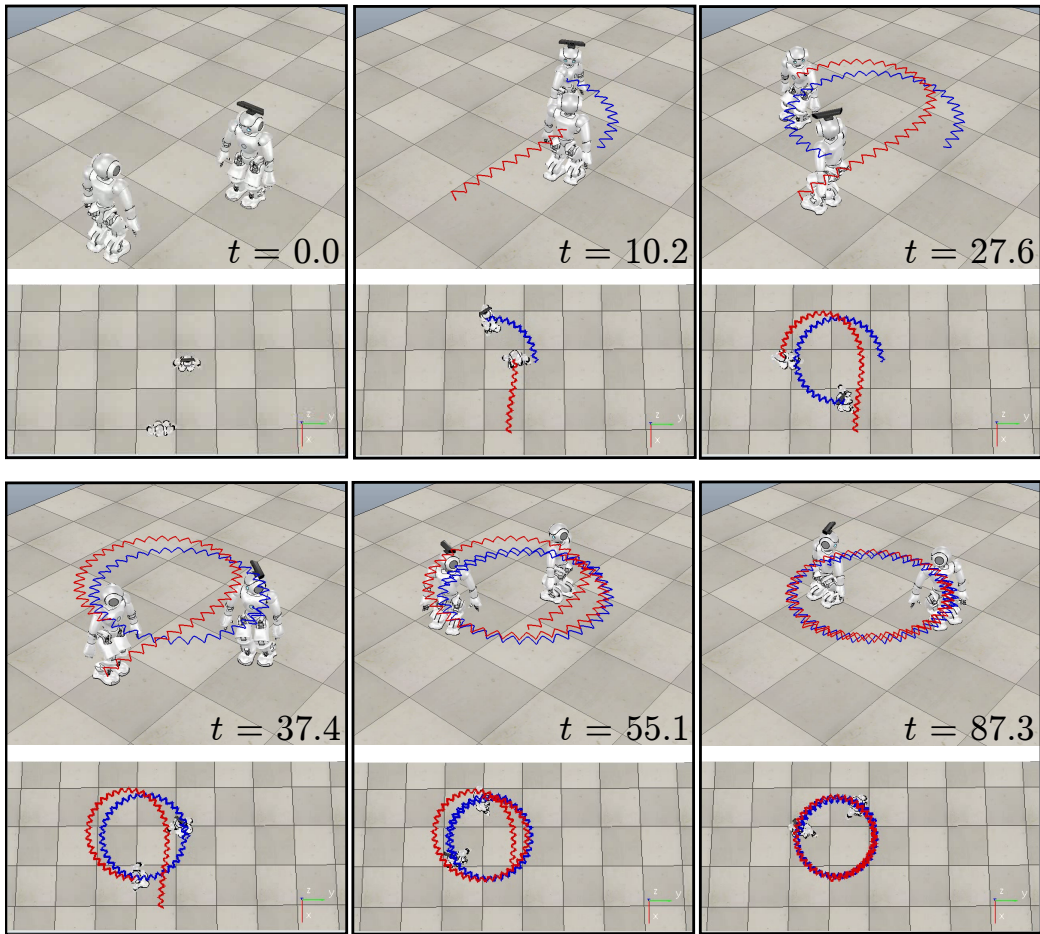 t = 0.0
t = 10.2
t = 27.6
z
y
x
z
y
x
z
y
x
t = 37.4
t = 55.1
t = 87.3
z
y
x
z
y
x
z
y
x